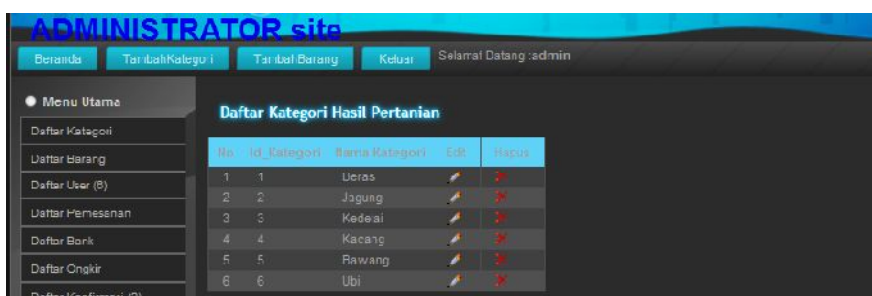 ADMINISTRATOR site
Beranda TambahKategori TambahBarang Keluar Selamat Datang :admin
Menu Utama
Daftar Kategori Hasil Pertanian
Daftar Kategori
Daftar Barang
Daftar User (6)
Daftar Pemesanan
Daftar Bank
Daftar Ongkir
No Id_Kategori Nama Kategori Edit Hapus
1 1 Beras
2 2 Jagung
3 3 Kedelai
4 4 Kacang
5 5 Bawang
6 6 Ubi